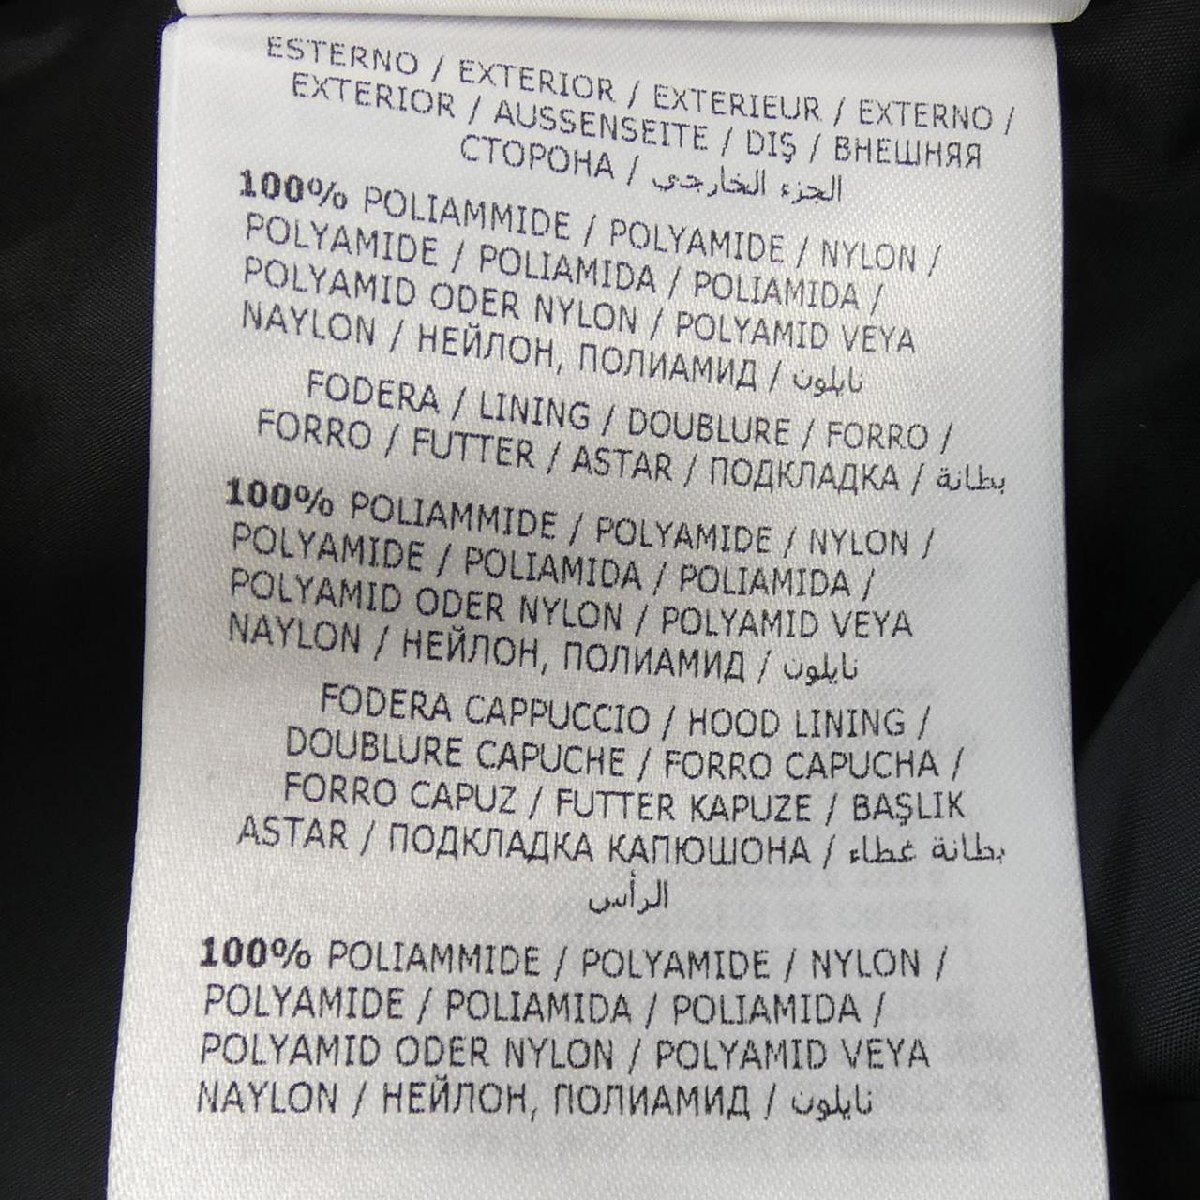 ESTERNO / EXTERIOR / EXTERIEUR / EXTERNO /
EXTERIOR / AUSSENSEITE / DIŞ / ВНЕШНЯЯ
СТОРОНА / الجزء الخارجي
100% POLIAMMIDE / POLYAMIDE / NYLON /
POLYAMIDE / POLIAMIDA / POLIAMIDA /
POLYAMID ODER NYLON / POLYAMID VEYA
NAYLON / НЕЙЛОН, ПОЛИАМИД / نايلون
FODERA / LINING / DOUBLURE / FORRO /
FORRO / FUTTER / ASTAR / ПОДКЛАДКА / بطانة
100% POLIAMMIDE / POLYAMIDE / NYLON /
POLYAMIDE / POLIAMIDA / POLIAMIDA /
POLYAMID ODER NYLON / POLYAMID VEYA
NAYLON / НЕЙЛОН, ПОЛИАМИД / نايلون
FODERA CAPPUCCIO / HOOD LINING /
DOUBLURE CAPUCHE / FORRO CAPUCHA /
FORRO CAPUZ / FUTTER KAPUZE / BAŞLIK
ASTAR / ПОДКЛАДКА КАПЮШОНА / بطانة غطاء
الرأس
100% POLIAMMIDE / POLYAMIDE / NYLON /
POLYAMIDE / POLIAMIDA / POLIAMIDA /
POLYAMID ODER NYLON / POLYAMID VEYA
NAYLON / НЕЙЛОН, ПОЛИАМИД / نايلون